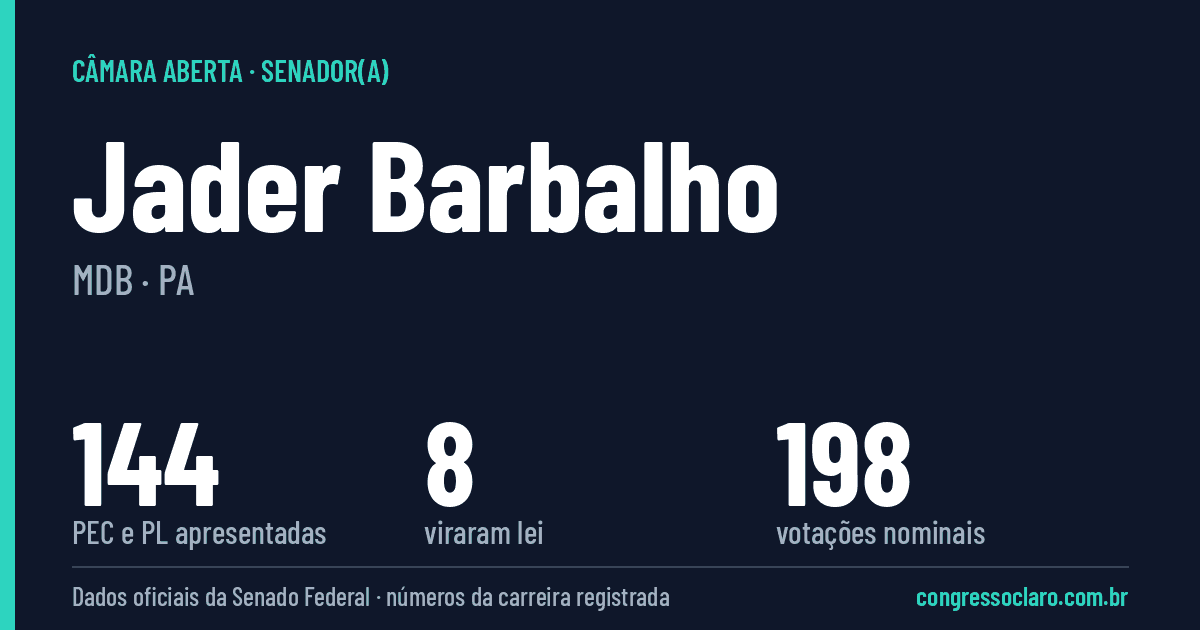 CÂMARA ABERTA · SENADOR(A)
Jader Barbalho
MDB · PA
144
PEC e PL apresentadas
8
viraram lei
198
votações nominais
Dados oficiais da Senado Federal · números da carreira registrada
congressoclaro.com.br